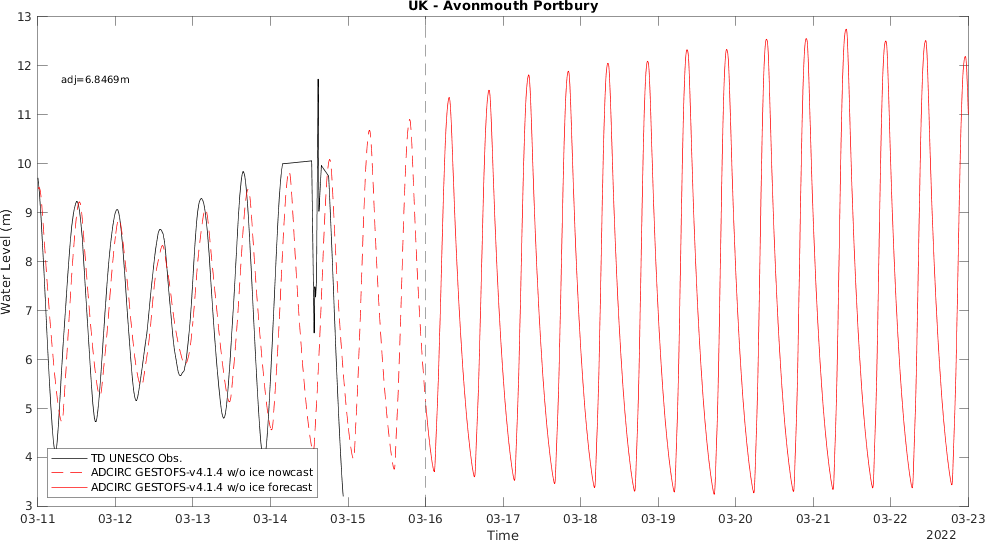 UK - Avonmouth Portbury
13
12
11
10
9
8
7
6
5
4
3
Water Level (m)
adj=6.8469m
TD UNESCO Obs.
ADCIRC GESTOFS-v4.1.4 w/o ice nowcast
ADCIRC GESTOFS-v4.1.4 w/o ice forecast
03-11 03-12 03-13 03-14 03-15 03-16 03-17 03-18 03-19 03-20 03-21 03-22 03-23
Time
2022